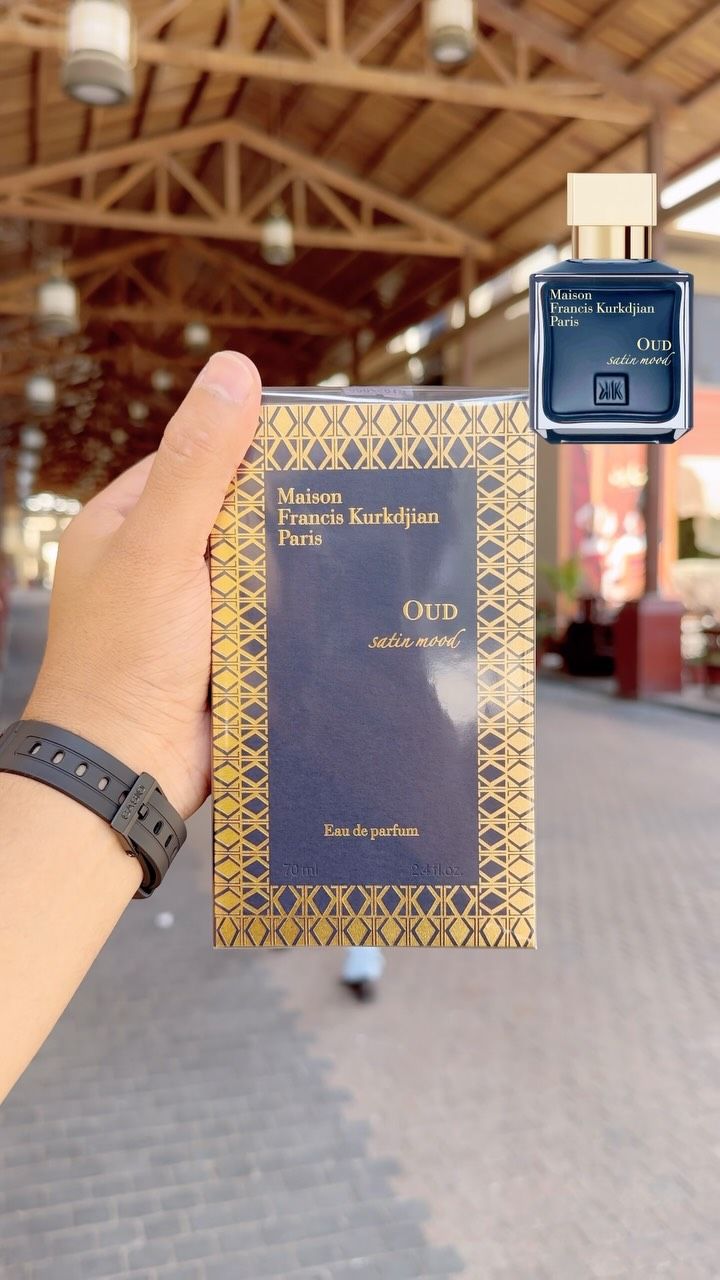 Maison
Francis Kurkdjian
Paris
OUD
satin mood
Maison
Francis Kurkdjian
Paris
OUD
satin mood
Eau de parfum
70 ml 2.4 fl.oz.
CASIO